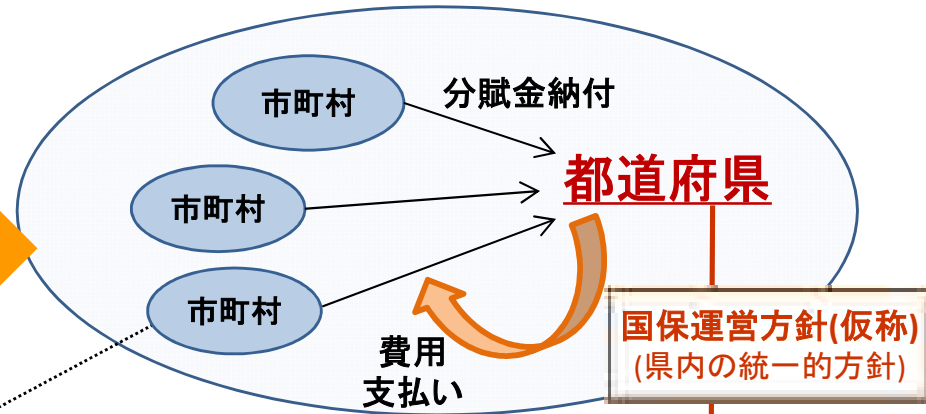 市町村
分賦金納付
都道府県
市町村
市町村
費用
支払い
国保運営方針(仮称)
(県内の統一的方針)